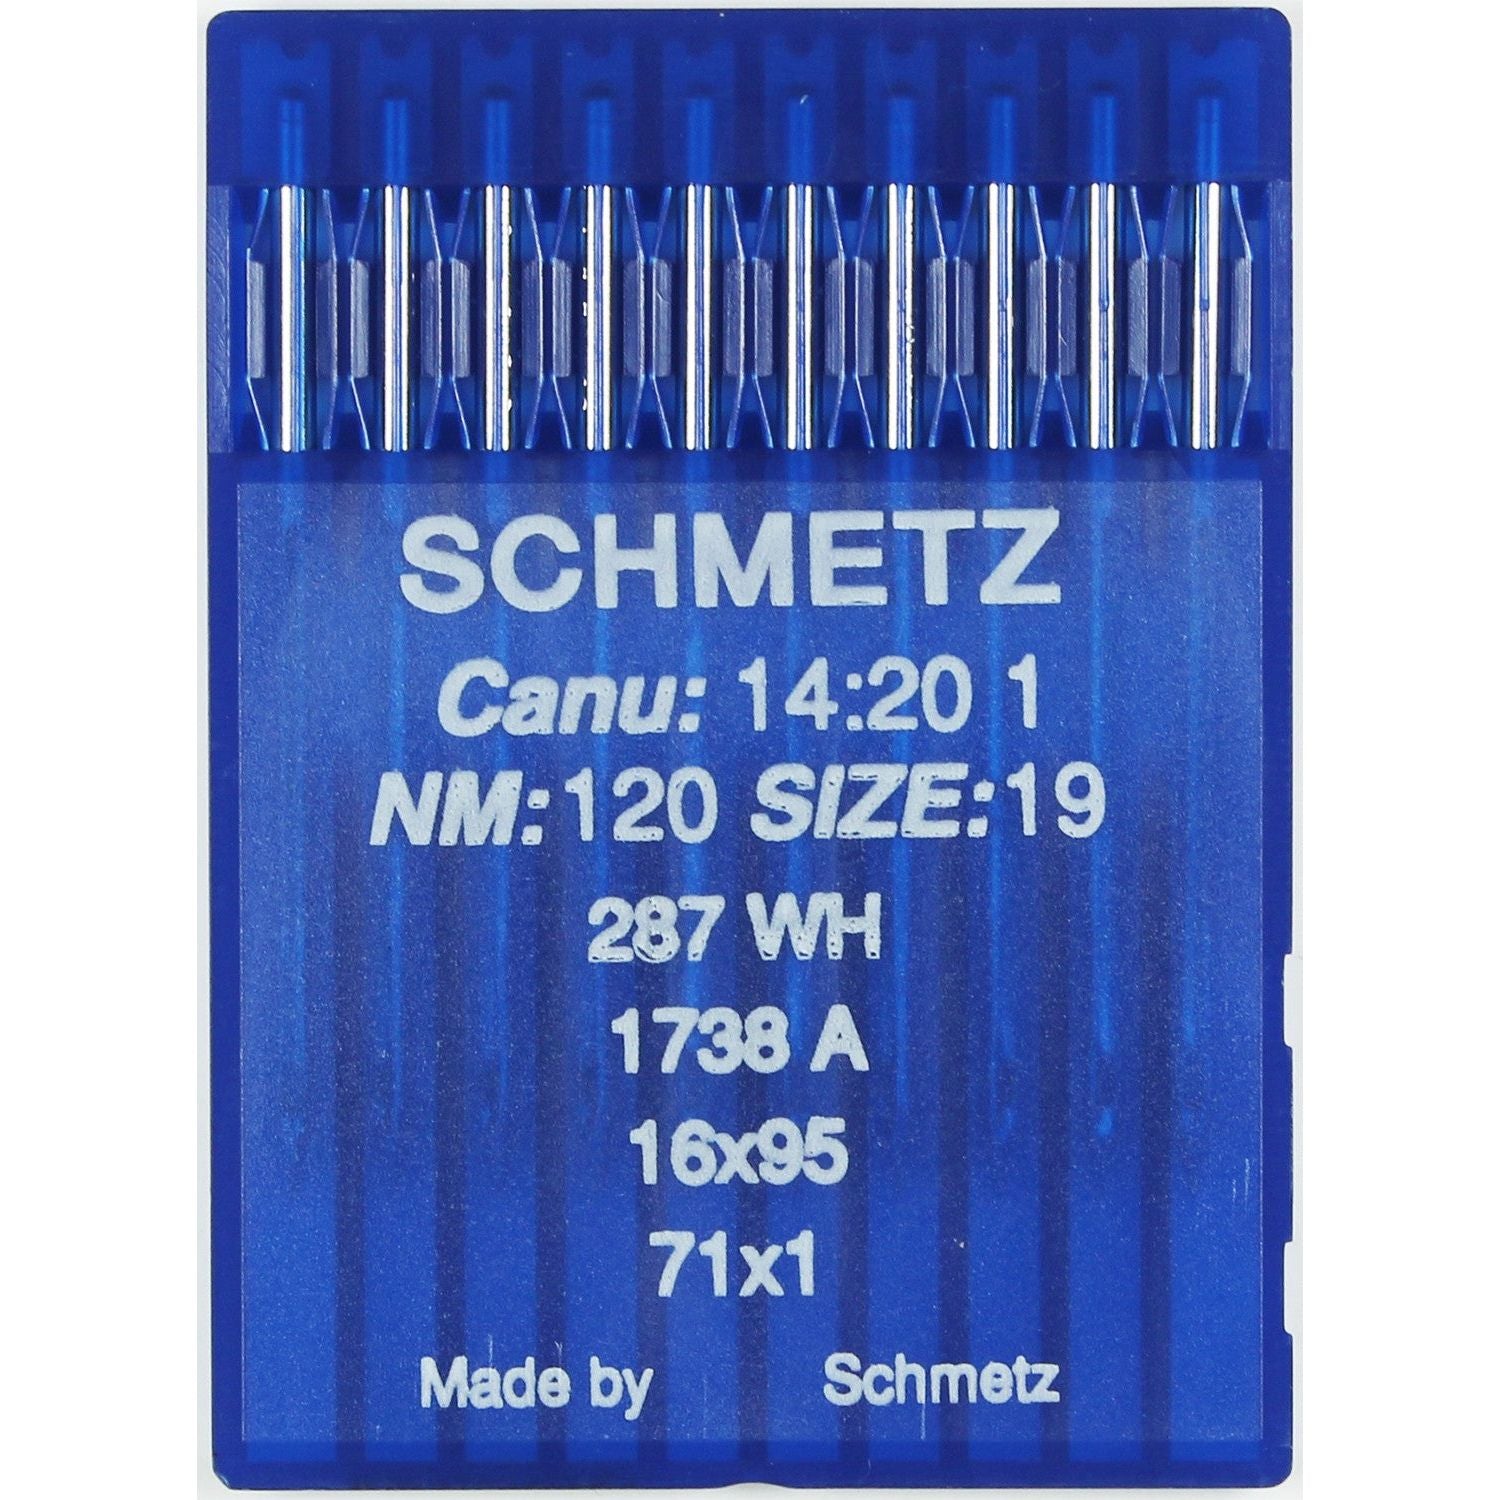 SCHMETZ
Canu: 14:20 1
NM:120 SIZE:19
287 WH
1738 A
16x95
71x1
Made by Schmetz